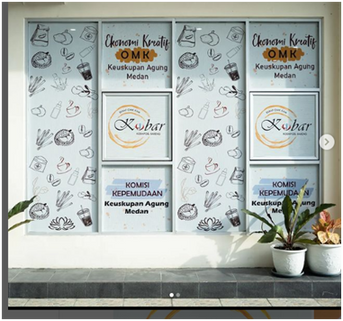 Ekonomi Kreatif
OMK
Keuskupan Agung
Medan
Kobar
KOMISI
KEPEMUDAAN
Keuskupan Agung
Medan
Ekonomi Kreatif
OMK
Keuskupan Agung
Medan
Kobar
KOMISI
KEPEMUDAAN
Keuskupan Agung
Medan